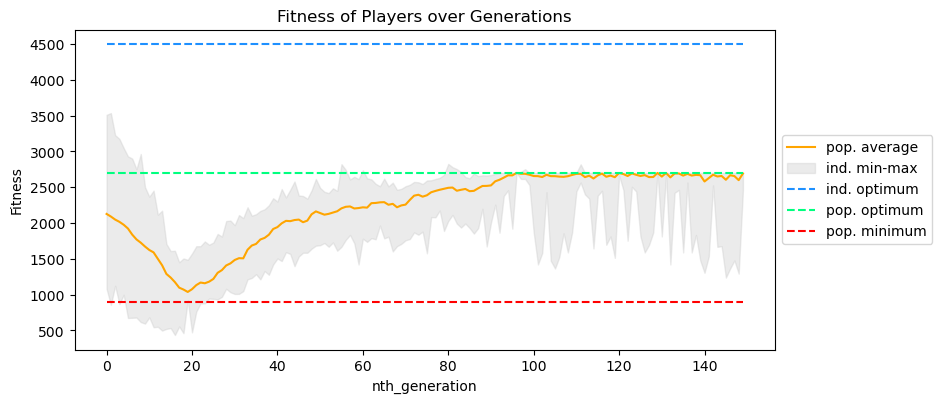 Fitness of Players over Generations
Fitness
4500
4000
3500
3000
2500
2000
1500
1000
500
0
20
40
60
80
100
120
140
nth_generation
pop. average
ind. min-max
ind. optimum
pop. optimum
pop. minimum